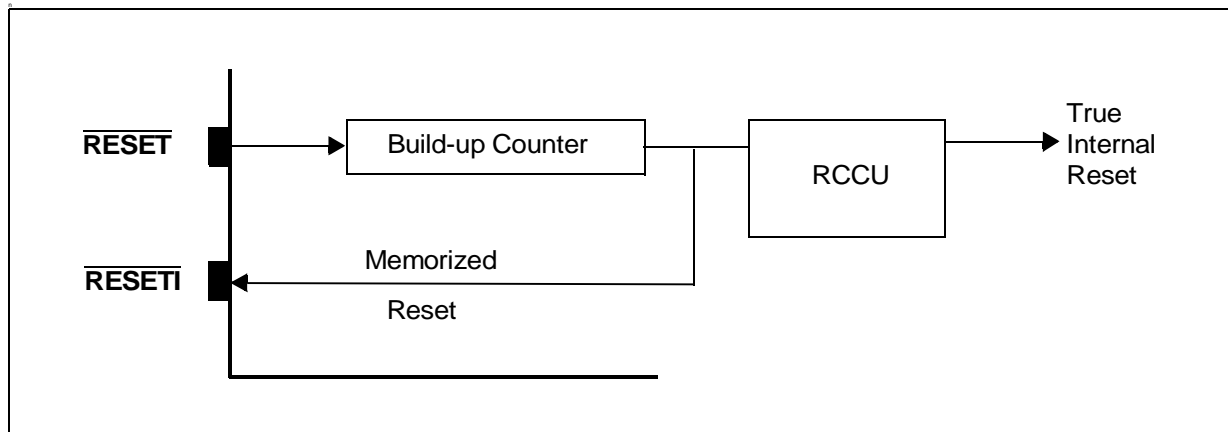 RESET
Build-up Counter
RCCU
True
Internal
Reset
RESETI
Memorized
Reset